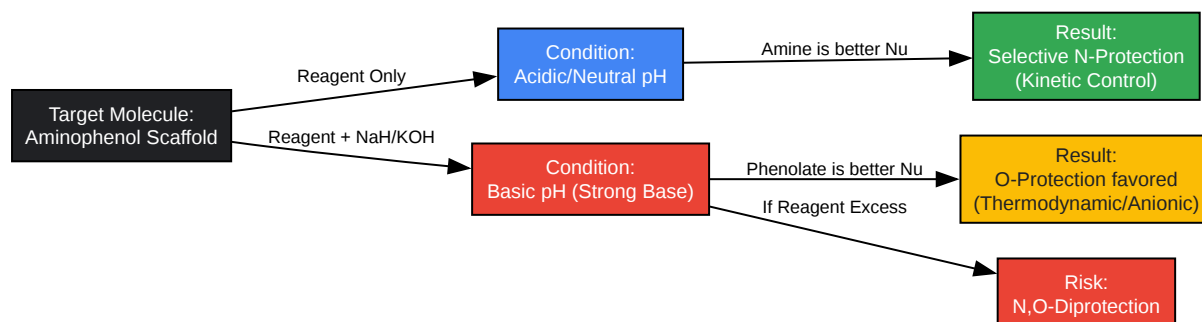 Target Molecule:
Aminophenol Scaffold
Reagent Only
Reagent + NaH/KOH
Condition:
Acidic/Neutral pH
Condition:
Basic pH (Strong Base)
Amine is better Nu
Phenolate is better Nu
If Reagent Excess
Result:
Selective N-Protection
(Kinetic Control)
Result:
O-Protection favored
(Thermodynamic/Anionic)
Risk:
N,O-Diprotection